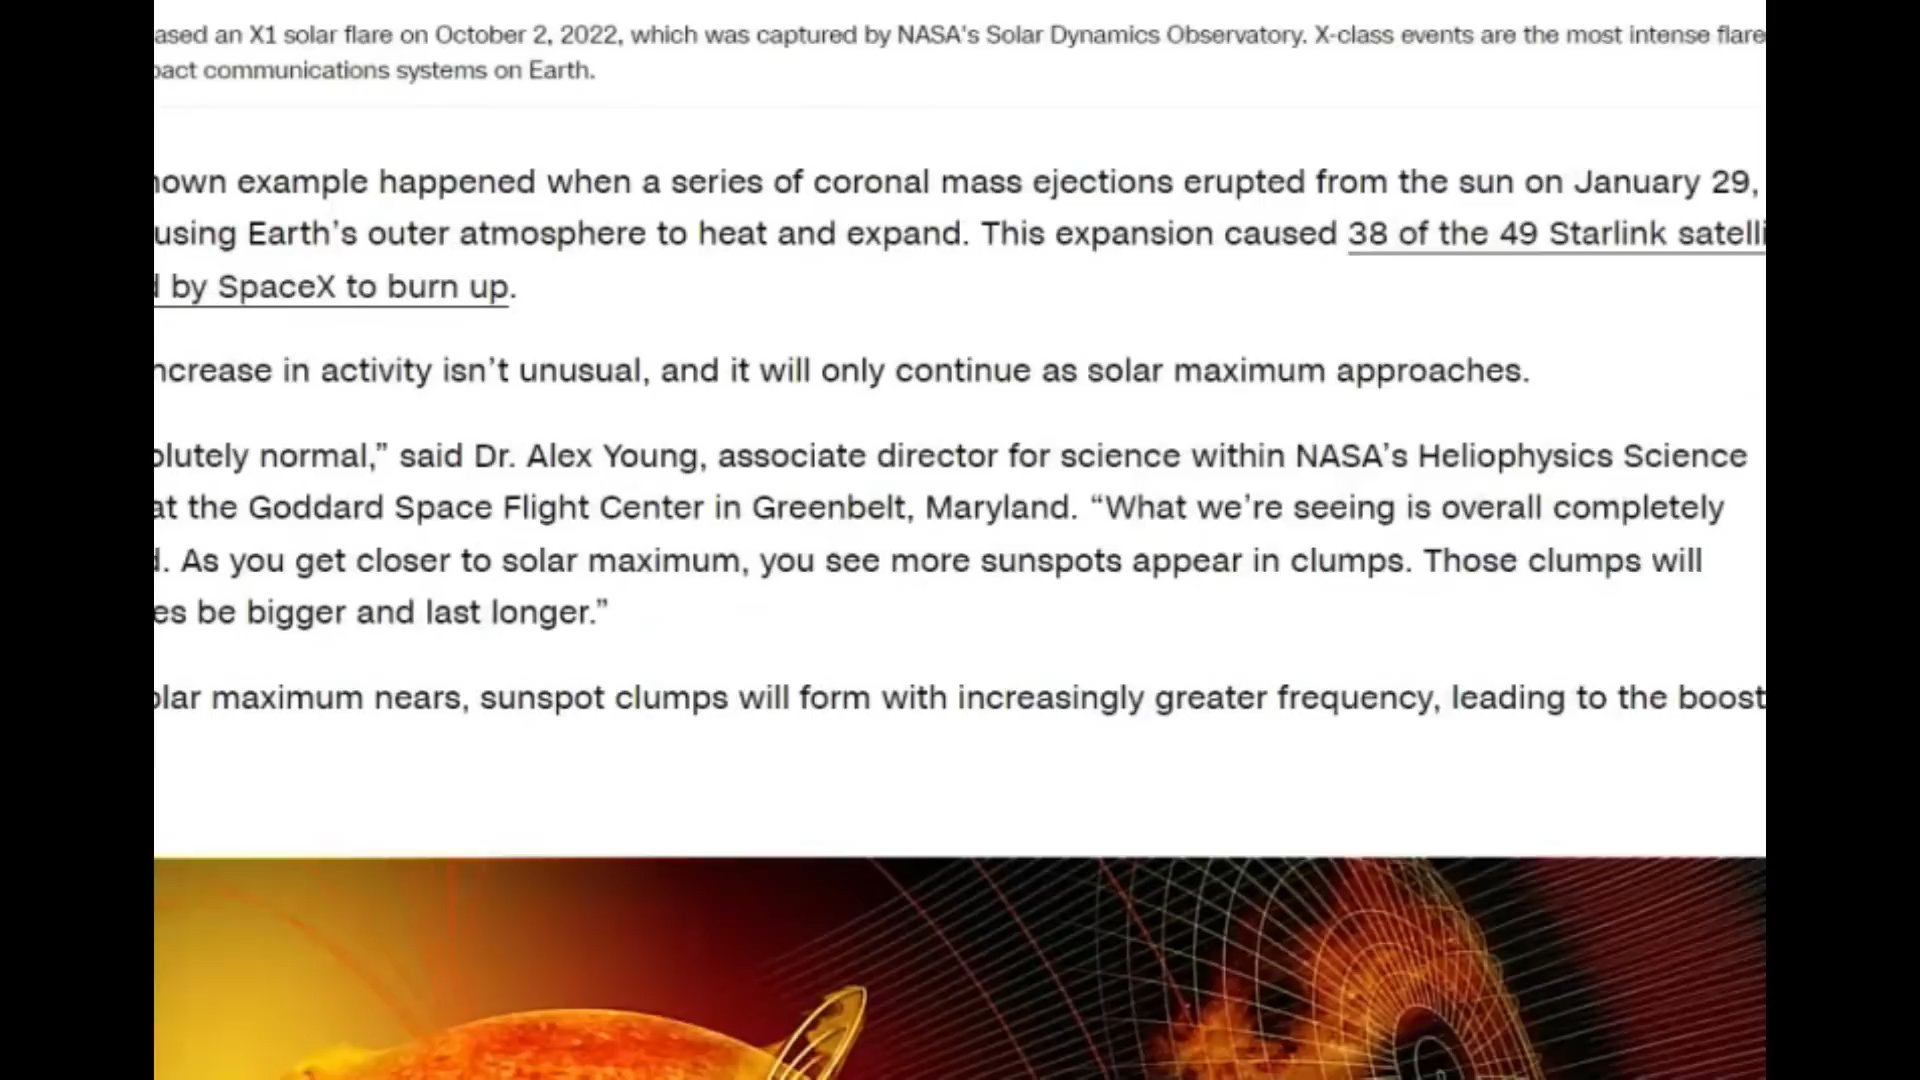 ased an X1 solar flare on October 2, 2022, which was captured by NASA's Solar Dynamics Observatory. X-class events are the most intense flare
pact communications systems on Earth.
nown example happened when a series of coronal mass ejections erupted from the sun on January 29,
using Earth’s outer atmosphere to heat and expand. This expansion caused 38 of the 49 Starlink satelli
d by SpaceX to burn up.
ncrease in activity isn’t unusual, and it will only continue as solar maximum approaches.
olutely normal,” said Dr. Alex Young, associate director for science within NASA’s Heliophysics Science
at the Goddard Space Flight Center in Greenbelt, Maryland. “What we’re seeing is overall completely
d. As you get closer to solar maximum, you see more sunspots appear in clumps. Those clumps will
es be bigger and last longer.”
olar maximum nears, sunspot clumps will form with increasingly greater frequency, leading to the boost